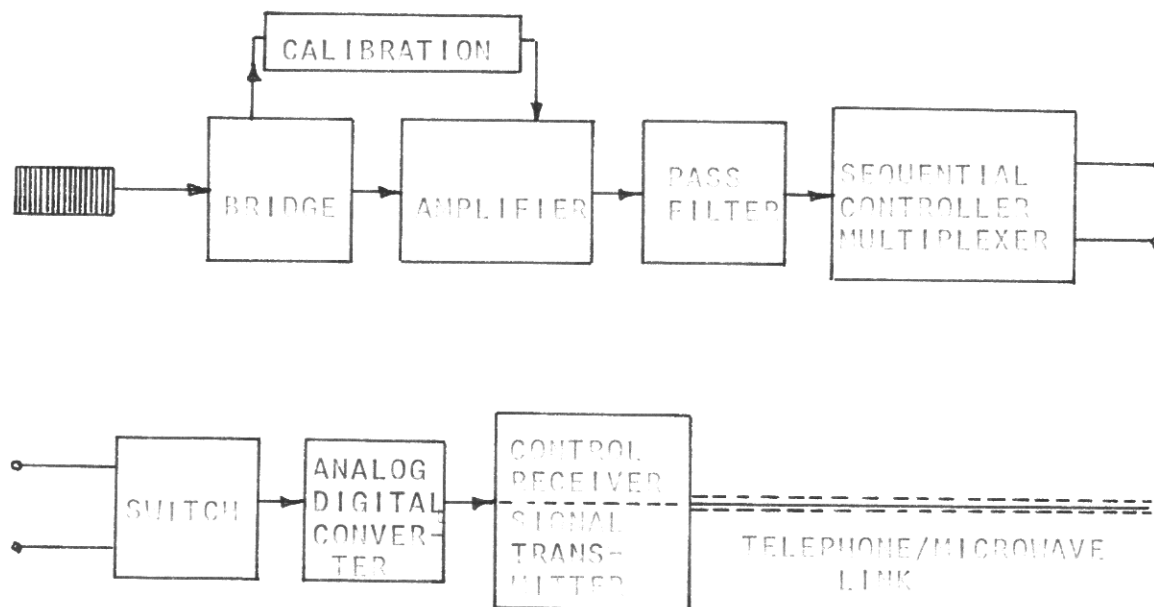 CALIBRATION
BRIDGE
AMPLIFIER
PASS
FILTER
SEQUENTIAL
CONTROLLER
MULTIPLEXER
SWITCH
ANALOG
DIGITAL
CONVER-
TER
CONTROL
RECEIVER
SIGNAL
TRANS-
MITTER
TELEPHONE/MICROWAVE
LINK